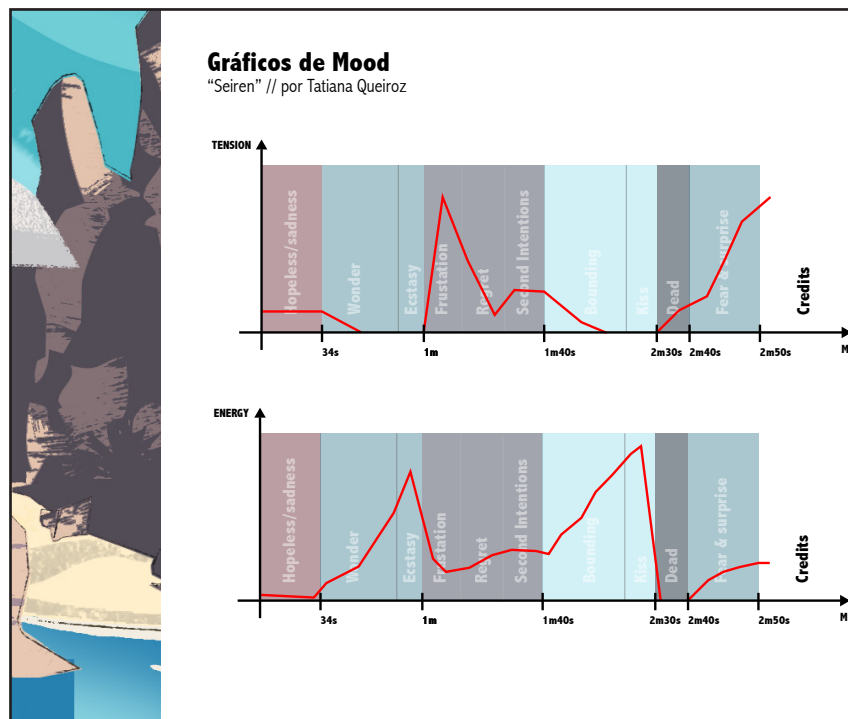 Gráficos de Mood
“Seiren” // por Tatiana Queiroz
TENSION
Hopeless/sadness
Wonder
Ecstasy
Frustation
Regret
Second Intentions
Bounding
Kiss
Dead
Fear & surprise
Credits
34s
1m
1m40s
2m30s
2m40s
2m50s
M
ENERGY
Hopeless/sadness
Wonder
Ecstasy
Frustation
Regret
Second Intentions
Bounding
Kiss
Dead
Fear & surprise
Credits
34s
1m
1m40s
2m30s
2m40s
2m50s
M